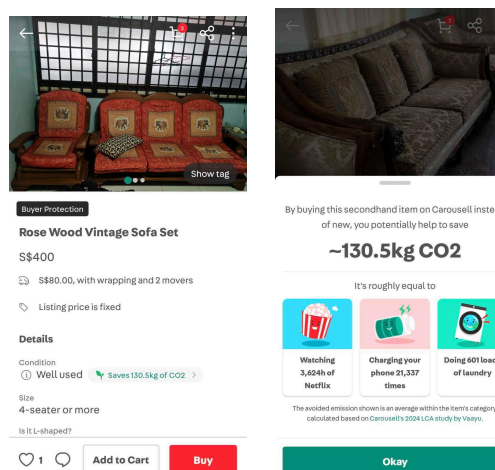 Show tag
Buyer Protection
Rose Wood Vintage Sofa Set
S$400
S$80.00, with wrapping and 2 movers
Listing price is fixed
Details
Condition
Well used
Saves 130.5kg of CO2
Size
4-seater or more
Is it L-shaped?
1
Add to Cart
Buy
By buying this secondhand item on Carousell inste
of new, you potentially help to save
~130.5kg CO2
It's roughly equal to
Watching
3,624h of
Netflix
Charging your
phone 21,337
times
Doing 601 load
of laundry
The avoided emission shown is an average within the item's category
calculated based on Carousell's 2024 LCA study by Vaayu.
Okay